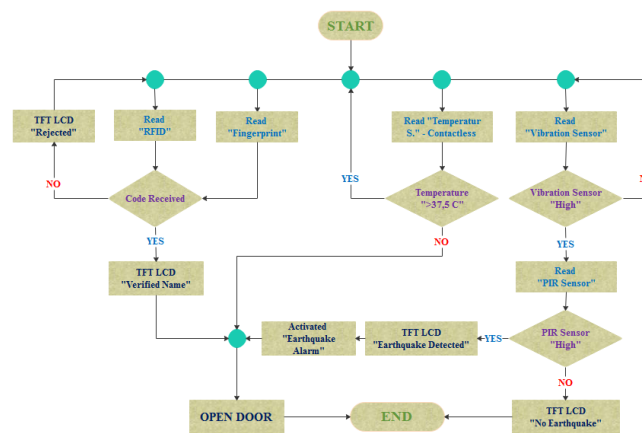 START
TFT LCD
"Rejected"
Read
"RFID"
Read
"Fingerprint"
Read "Temperatur
S." - Contactless
Read
"Vibration Sensor"
NO
Code Received
YES
Temperature
">37,5 C"
Vibration Sensor
"High"
YES
NO
YES
TFT LCD
"Verified Name"
Read
"PIR Sensor"
Activated
"Earthquake
Alarm"
TFT LCD
"Earthquake Detected"
YES
PIR Sensor
"High"
NO
OPEN DOOR
END
TFT LCD
"No Earthquake"